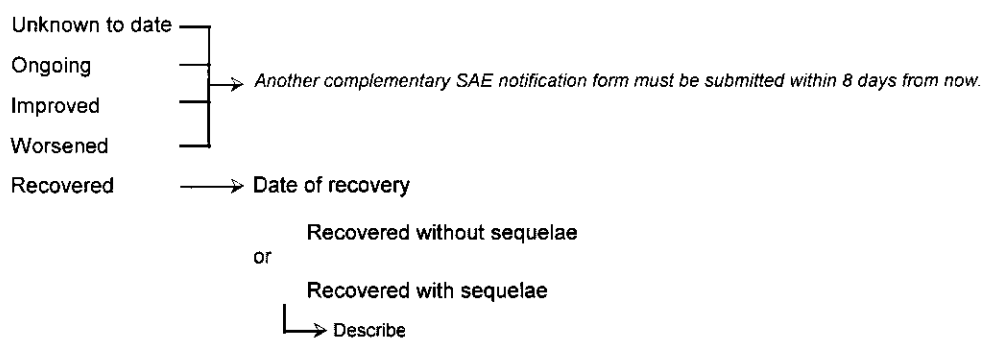 Unknown to date
Ongoing
Another complementary SAE notification form must be submitted within 8 days from now.
Improved
Worsened
Recovered Date of recovery
Recovered without sequelae
or
Recovered with sequelae
Describe